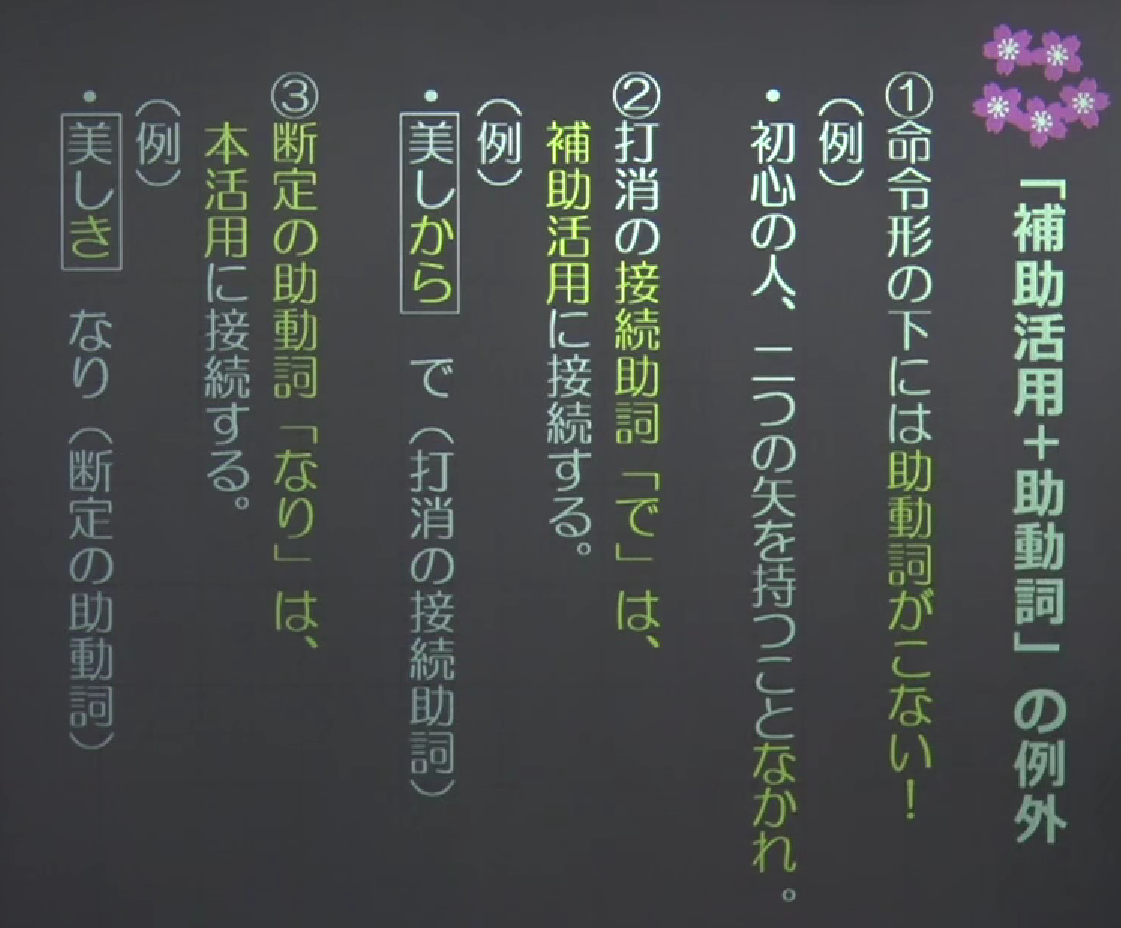 「補助活用＋助動詞」の例外
①命令形の下には助動詞がこない！
（例）
・初心の人、二つの矢を持つことなかれ。
②打消の接続助詞「で」は、
補助活用に接続する。
（例）
・美しから　で（打消の接続助詞）
③断定の助動詞「なり」は、
本活用に接続する。
（例）
・美しき　なり（断定の助動詞）